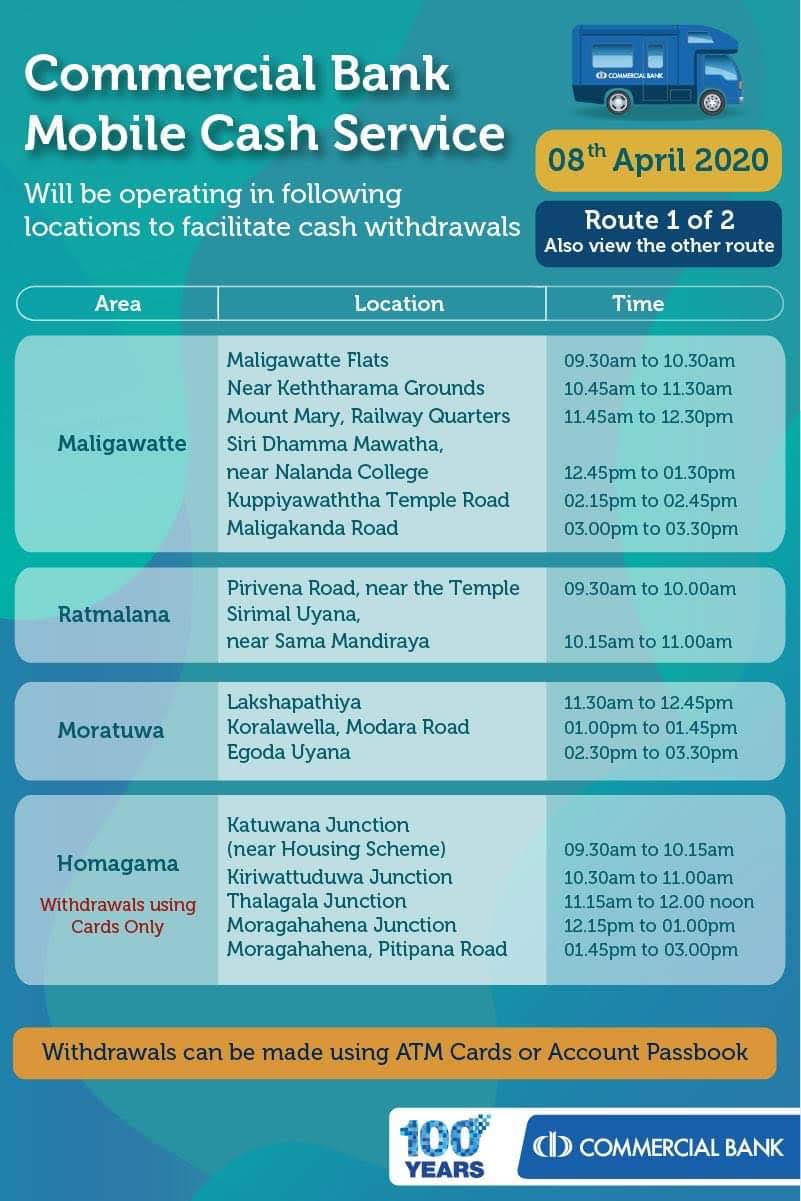 Commercial Bank
Mobile Cash Service
Will be operating in following
locations to facilitate cash withdrawals
COMMERCIAL BANK
08th April 2020
Route 1 of 2
Also view the other route
Area Location Time
Maligawatte
Maligawatte Flats 09.30am to 10.30am
Near Keththarama Grounds 10.45am to 11.30am
Mount Mary, Railway Quarters 11.45am to 12.30pm
Siri Dhamma Mawatha,
near Nalanda College 12.45pm to 01.30pm
Kuppiyawaththa Temple Road 02.15pm to 02.45pm
Maligakanda Road 03.00pm to 03.30pm
Ratmalana
Pirivena Road, near the Temple 09.30am to 10.00am
Sirimal Uyana,
near Sama Mandiraya 10.15am to 11.00am
Moratuwa
Lakshapathiya 11.30am to 12.45pm
Koralawella, Modara Road 01.00pm to 01.45pm
Egoda Uyana 02.30pm to 03.30pm
Homagama
Withdrawals using
Cards Only
Katuwana Junction
(near Housing Scheme) 09.30am to 10.15am
Kiriwattuduwa Junction 10.30am to 11.00am
Thalagala Junction 11.15am to 12.00 noon
Moragahahena Junction 12.15pm to 01.00pm
Moragahahena, Pitipana Road 01.45pm to 03.00pm
Withdrawals can be made using ATM Cards or Account Passbook
100
YEARS
COMMERCIAL BANK